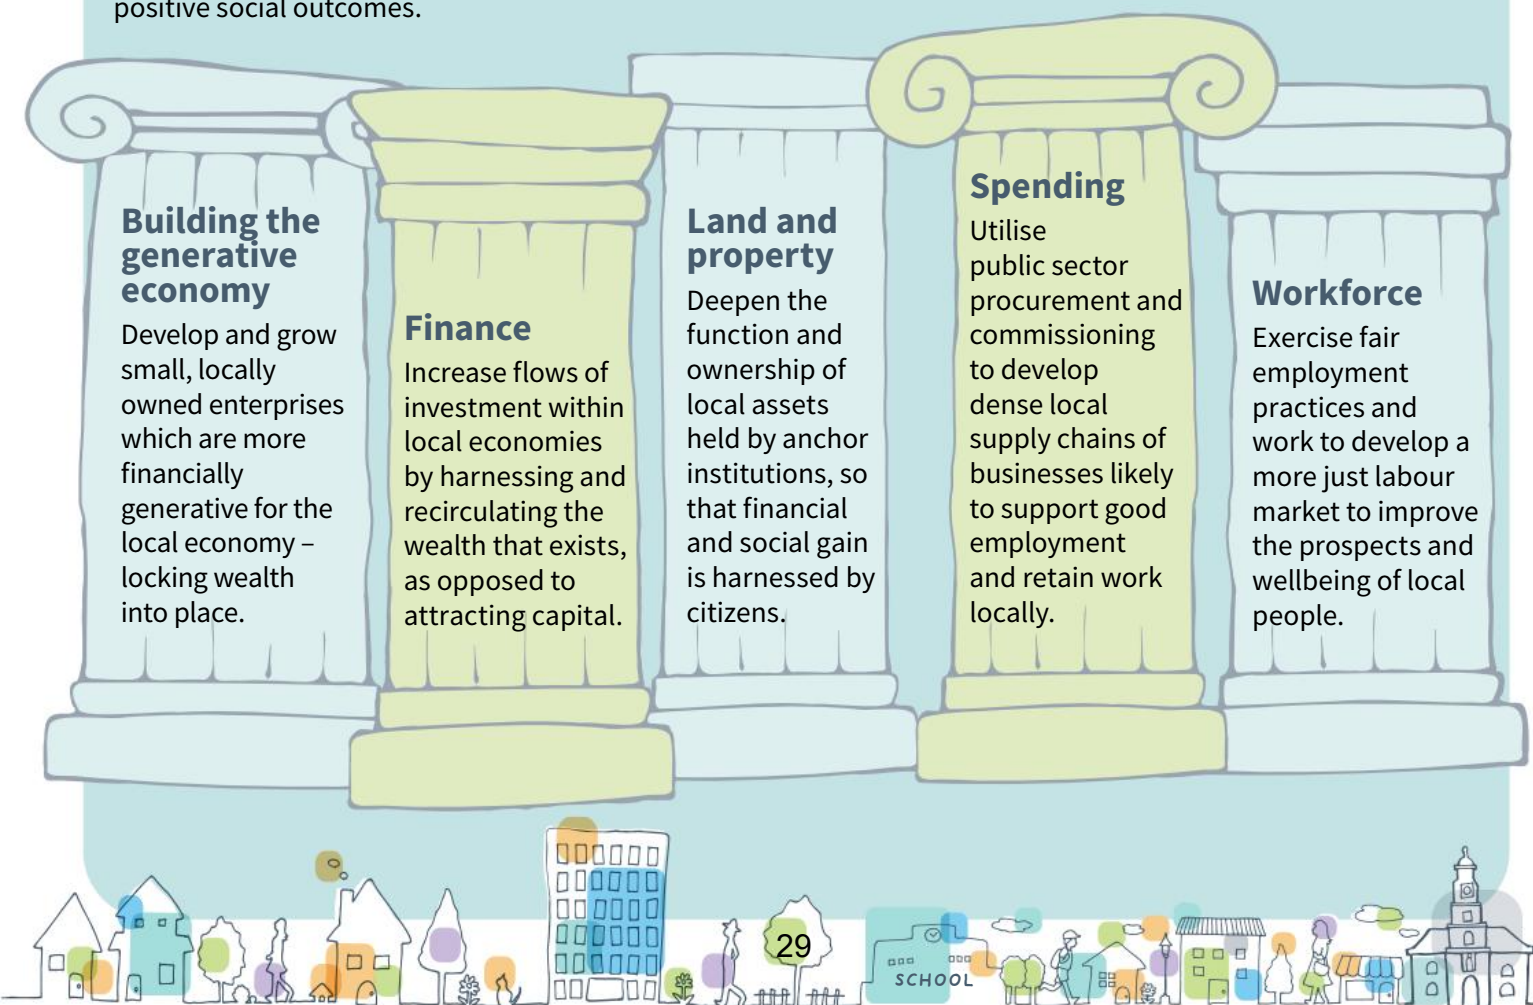 positive social outcomes.
Building the
generative
economy
Develop and grow
small, locally
owned enterprises
which are more
financially
generative for the
local economy –
locking wealth
into place.
Finance
Increase flows of
investment within
local economies
by harnessing and
recirculating the
wealth that exists,
as opposed to
attracting capital.
Land and
property
Deepen the
function and
ownership of
local assets
held by anchor
institutions, so
that financial
and social gain
is harnessed by
citizens.
Spending
Utilise
public sector
procurement and
commissioning
to develop
dense local
supply chains of
businesses likely
to support good
employment
and retain work
locally.
Workforce
Exercise fair
employment
practices and
work to develop a
more just labour
market to improve
the prospects and
wellbeing of local
people.
29
SCHOOL